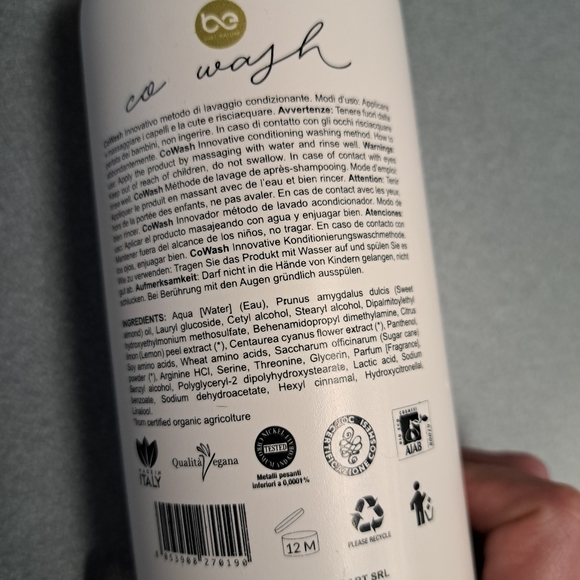 be
co wash
CoWash Innovativo metodo di lavaggio condizionante. Modi d'uso: Applicare
e massaggiare i capelli e la cute e risciacquare. Avvertenze: Tenere fuori della
portata dei bambini, non ingerire. In caso di contatto con gli occhi risciacquare
abbondantemente. CoWash Innovative conditioning washing method. How to
use: Apply the product by massaging with water and rinse well. Warnings:
Keep out of reach of children, do not swallow. In case of contact with eyes
rinse well. CoWash Méthode de lavage de après-shampooing. Mode d'emploi:
Appliquer le produit en massant avec de l'eau et bien rincer. Attention: Tenir
hors de la portée des enfants, ne pas avaler. En cas de contact avec les yeux,
bien rincer. CoWash Innovador método de lavado acondicionador. Modo de
uso: Aplicar el producto masajeando con agua y enjuagar bien. Atenciones:
Mantener fuera del alcance de los niños, no tragar. En caso de contacto con
los ojos, enjuagar bien. CoWash Innovative Konditionierungswaschmethode.
Wie zu verwenden: Tragen Sie das Produkt mit Wasser auf und spülen Sie es
gut ab. Aufmerksamkeit: Darf nicht in die Hände von Kindern gelangen, nicht
schlucken. Bei Berührung mit den Augen gründlich ausspülen.
INGREDIENTS: Aqua [Water] (Eau), Prunus amygdalus dulcis (Sweet
almond) oil, Lauryl glucoside, Cetyl alcohol, Stearyl alcohol, Dipalmitoylethyl
hydroxyethylmonium methosulfate, Behenamidopropyl dimethylamine, Citrus
limon (Lemon) peel extract (*), Centaurea cyanus flower extract (*), Panthenol,
Soy amino acids, Wheat amino acids, Saccharum officinarum (Sugar cane)
powder (*), Arginine HCl, Serine, Threonine, Glycerin, Parfum [Fragrance],
Benzyl alcohol, Polyglyceryl-2 dipolyhydroxystearate, Lactic acid, Sodium
benzoate, Sodium dehydroacetate, Hexyl cinnamal, Hydroxycitronellal,
Linalool.
*from certified organic agricolture
MADE IN
ITALY
Qualità Vegana
TESTED
Metalli pesanti
inferiori a 0,0001%
AIAB
12 M
PLEASE RECYCLE
8 053908 270190
SRL